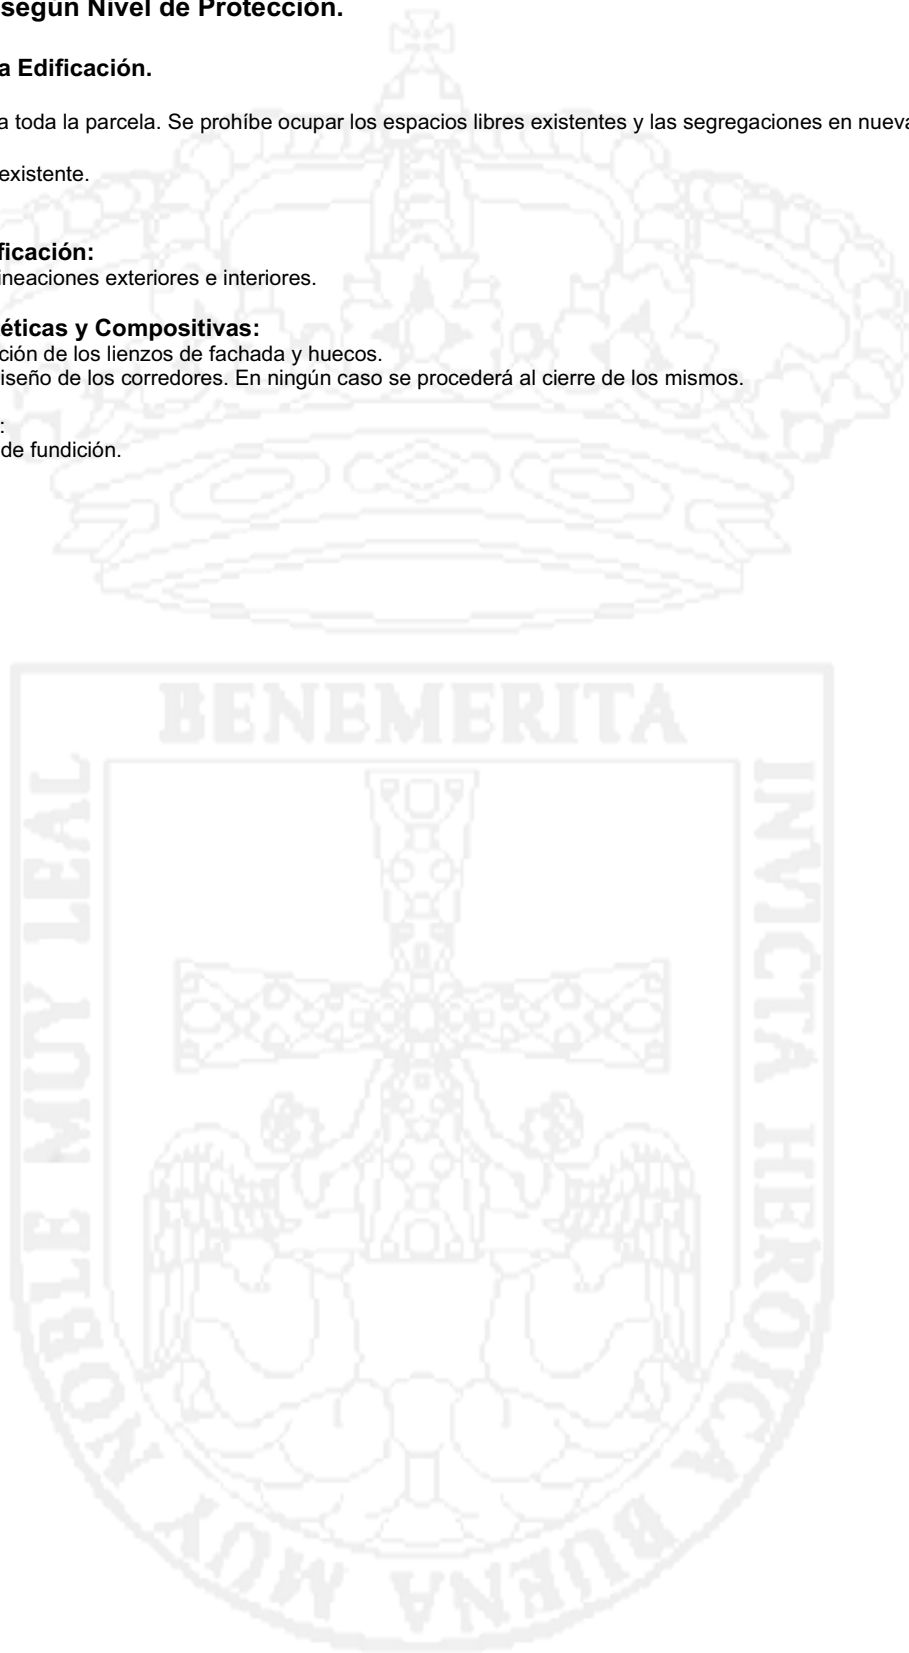 según Nivel de Protección.
a Edificación.
a toda la parcela. Se prohíbe ocupar los espacios libres existentes y las segregaciones en nueva
existente.
ficación:
ineaciones exteriores e interiores.
éticas y Compositivas:
ción de los lienzos de fachada y huecos.
iseño de los corredores. En ningún caso se procederá al cierre de los mismos.
:
de fundición.
BENEMERITA
INVICTA HEROICA BUENA
MUY NOBLE MUY LEAL